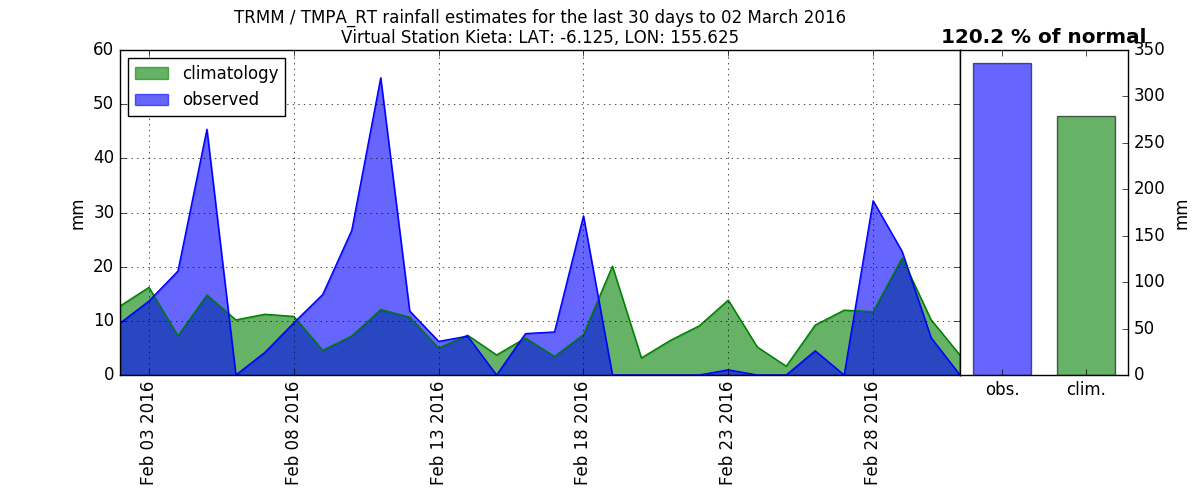 TRMM / TMPA_RT rainfall estimates for the last 30 days to 02 March 2016
Virtual Station Kieta: LAT: -6.125, LON: 155.625
120.2 % of normal
climatology
observed
60
50
40
30
20
10
0
mm
Feb 03 2016
Feb 08 2016
Feb 13 2016
Feb 18 2016
Feb 23 2016
Feb 28 2016
350
300
250
200
150
100
50
0
mm
obs.
clim.